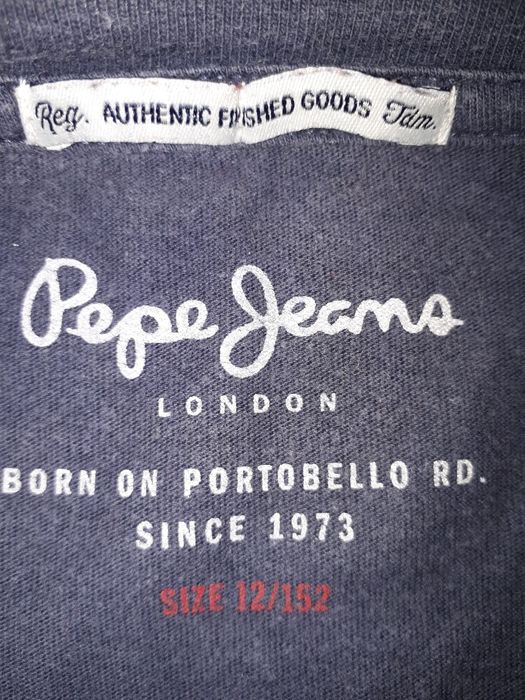 Reg. AUTHENTIC FINISHED GOODS Tdm.
Pepe Jeans
LONDON
BORN ON PORTOBELLO RD.
SINCE 1973
SIZE 12/152